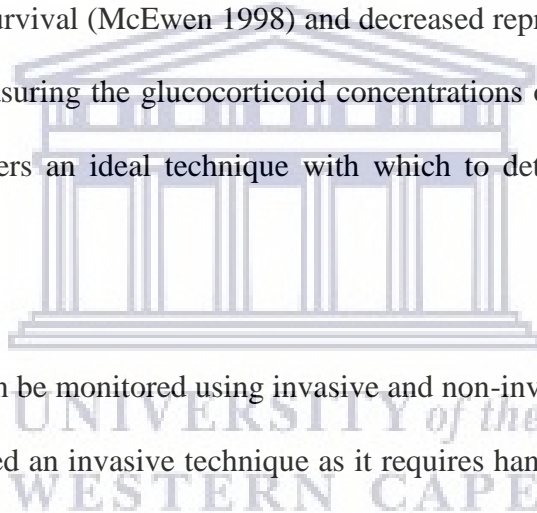 urvival (McEwen 1998) and decreased repr
suring the glucocorticoid concentrations
ers an ideal technique with which to det
be monitored using invasive and non-inv
UNIVERSITY of the
ed an invasive technique as it requires han
WESTERN CAPE